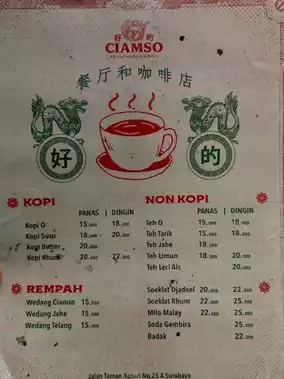 好 的
CIAMSO
餐厅和咖啡店
好 的
KOPI
PANAS | DINGIN
Kopi O 15.000 18.000
Kopi Susu 18.000 20.000
Kopi Butter 20.000
Kopi Rhum 20.000 22.000
REMPAH
Wedang Ciamso 15.000
Wedang Jahe 15.000
Wedang Telang 15.000
NON KOPI
PANAS | DINGIN
Teh O 15.000 18.000
Teh Tarik 15.000 18.000
Teh Jahe 18.000
Teh Umun 18.000 20.000
Teh Leci Ais 20.000
Soeklat Djadoel 20.000 22.000
Soeklat Rhum 22.000 25.000
Milo Malay 22.000 25.000
Soda Gembira 25.000
Badak 22.000
Jalan Taman Apsari No.25 A Surabaya